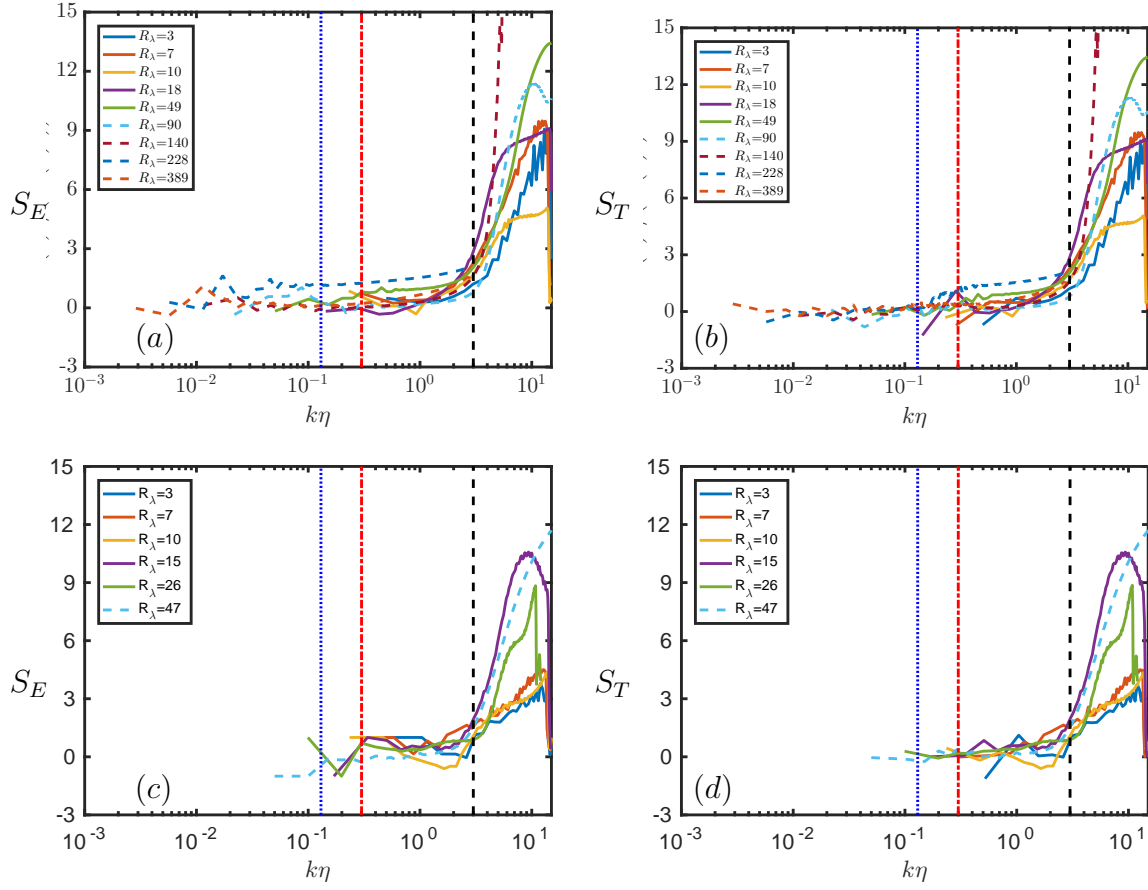 15
12
9
6
3
0
-3
S_E
R_λ=3
R_λ=7
R_λ=10
R_λ=18
R_λ=49
R_λ=90
R_λ=140
R_λ=228
R_λ=389
(a)
10^{-3} 10^{-2} 10^{-1} 10^0 10^1
kη
15
12
9
6
3
0
-3
S_T
R_λ=3
R_λ=7
R_λ=10
R_λ=18
R_λ=49
R_λ=90
R_λ=140
R_λ=228
R_λ=389
(b)
10^{-3} 10^{-2} 10^{-1} 10^0 10^1
kη
15
12
9
6
3
0
-3
S_E
R_λ=3
R_λ=7
R_λ=10
R_λ=15
R_λ=26
R_λ=47
(c)
10^{-3} 10^{-2} 10^{-1} 10^0 10^1
kη
15
12
9
6
3
0
-3
S_T
R_λ=3
R_λ=7
R_λ=10
R_λ=15
R_λ=26
R_λ=47
(d)
10^{-3} 10^{-2} 10^{-1} 10^0 10^1
kη